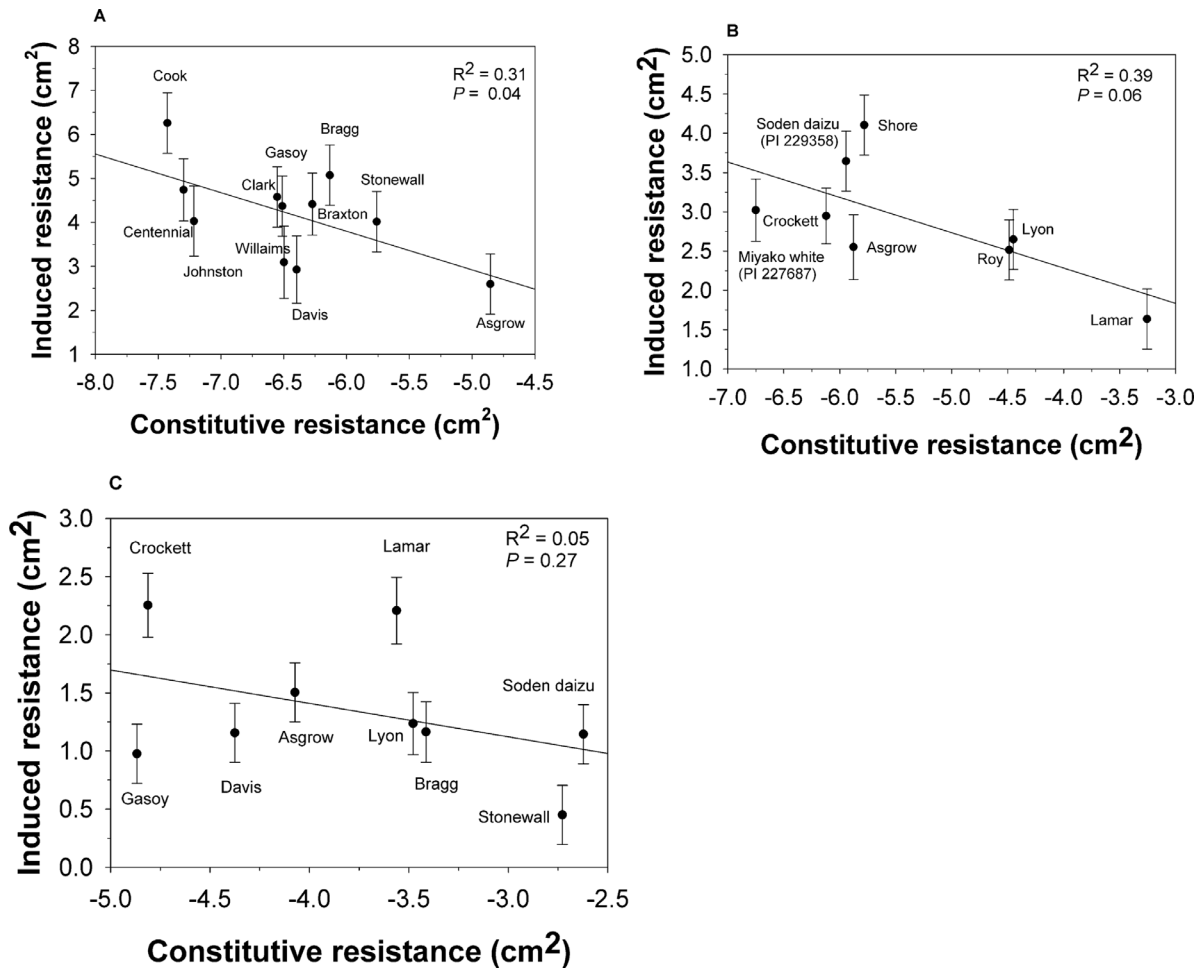 A
Induced resistance (cm²)
8
7
6
5
4
3
2
1
R² = 0.31
P = 0.04
Cook
Bragg
Gasoy
Clark
Stonewall
Braxton
Centennial
Willaims
Johnston
Davis
Asgrow
-8.0 -7.5 -7.0 -6.5 -6.0 -5.5 -5.0 -4.5
Constitutive resistance (cm²)
B
Induced resistance (cm²)
5.0
4.5
4.0
3.5
3.0
2.5
2.0
1.5
1.0
R² = 0.39
P = 0.06
Soden daizu
(PI 229358)
Shore
Crockett
Miyako white
(PI 227687)
Asgrow
Lyon
Roy
Lamar
-7.0 -6.5 -6.0 -5.5 -5.0 -4.5 -4.0 -3.5 -3.0
Constitutive resistance (cm²)
C
Induced resistance (cm²)
3.0
2.5
2.0
1.5
1.0
0.5
0.0
R² = 0.05
P = 0.27
Crockett
Lamar
Soden daizu
Asgrow
Lyon
Gasoy
Davis
Bragg
Stonewall
-5.0 -4.5 -4.0 -3.5 -3.0 -2.5
Constitutive resistance (cm²)